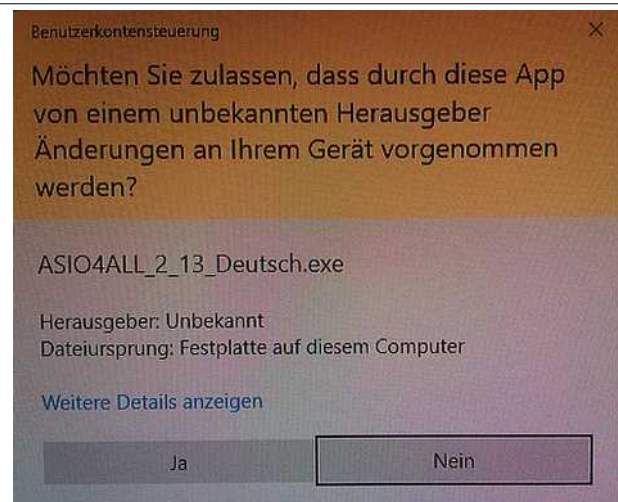 Benutzerkontensteuerung
Möchten Sie zulassen, dass durch diese App
von einem unbekannten Herausgeber
Änderungen an Ihrem Gerät vorgenommen
werden?
ASIO4ALL_2_13_Deutsch.exe
Herausgeber: Unbekannt
Dateiursprung: Festplatte auf diesem Computer
Weitere Details anzeigen
Ja
Nein